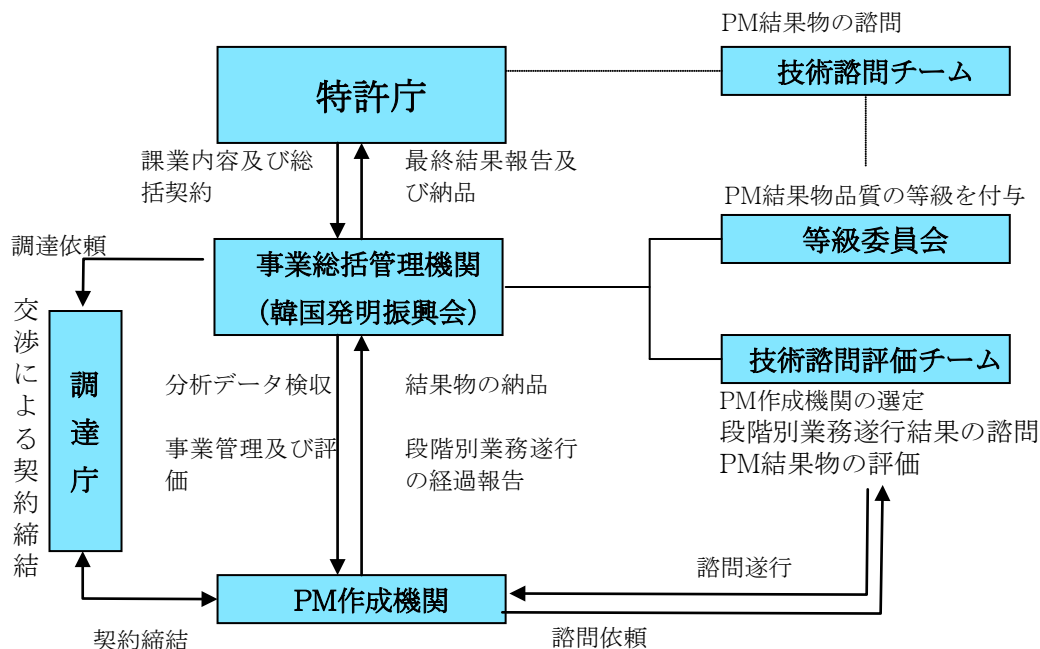 PM結果物の諮問
特許庁
技術諮問チーム
課業内容及び総
括契約
最終結果報告及
び納品
PM結果物品質の等級を付与
等級委員会
調達依頼
事業総括管理機関
(韓国発明振興会)
交渉による契約締結
調達庁
技術諮問評価チーム
PM作成機関の選定
段階別業務遂行結果の諮問
PM結果物の評価
分析データ検収
事業管理及び評
価
結果物の納品
段階別業務遂行
の経過報告
諮問遂行
PM作成機関
契約締結
諮問依頼